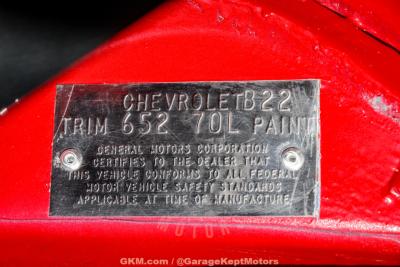 CHEVROLET B22
TRIM 652 70L PAINT
GENERAL MOTORS CORPORATION
CERTIFIES TO THE DEALER THAT
THIS VEHICLE CONFORMS TO ALL FEDERAL
MOTOR VEHICLE SAFETY STANDARDS
APPLICABLE AT TIME OF MANUFACTURE
MOTOR
GKM.com / @GarageKeptMotors